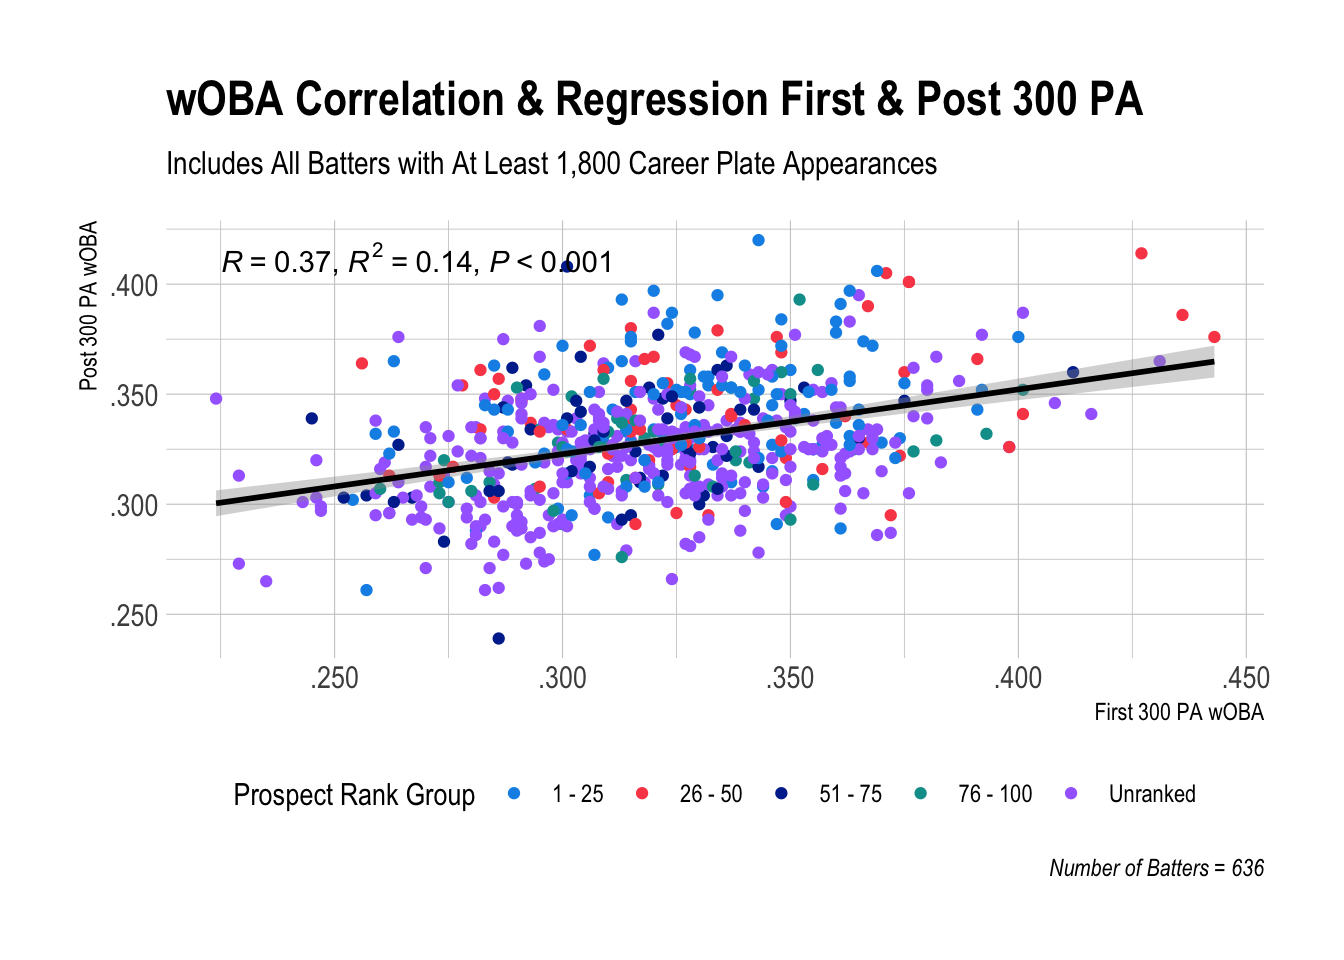 wOBA Correlation & Regression First & Post 300 PA
Includes All Batters with At Least 1,800 Career Plate Appearances
Post 300 PA wOBA
R = 0.37, R² = 0.14, P < 0.001
.400
.350
.300
.250
.250 .300 .350 .400 .450
First 300 PA wOBA
Prospect Rank Group 1 - 25 26 - 50 51 - 75 76 - 100 Unranked
Number of Batters = 636